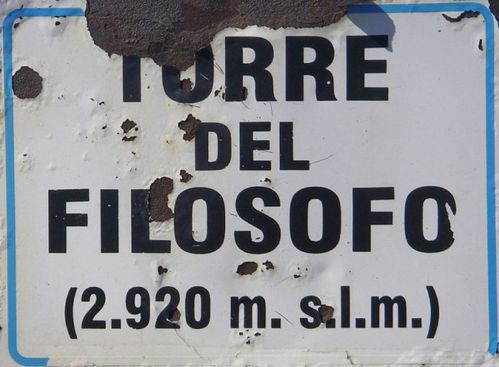 TORRE
DEL
FILOSOFO
(2.920 m. s.l.m.)